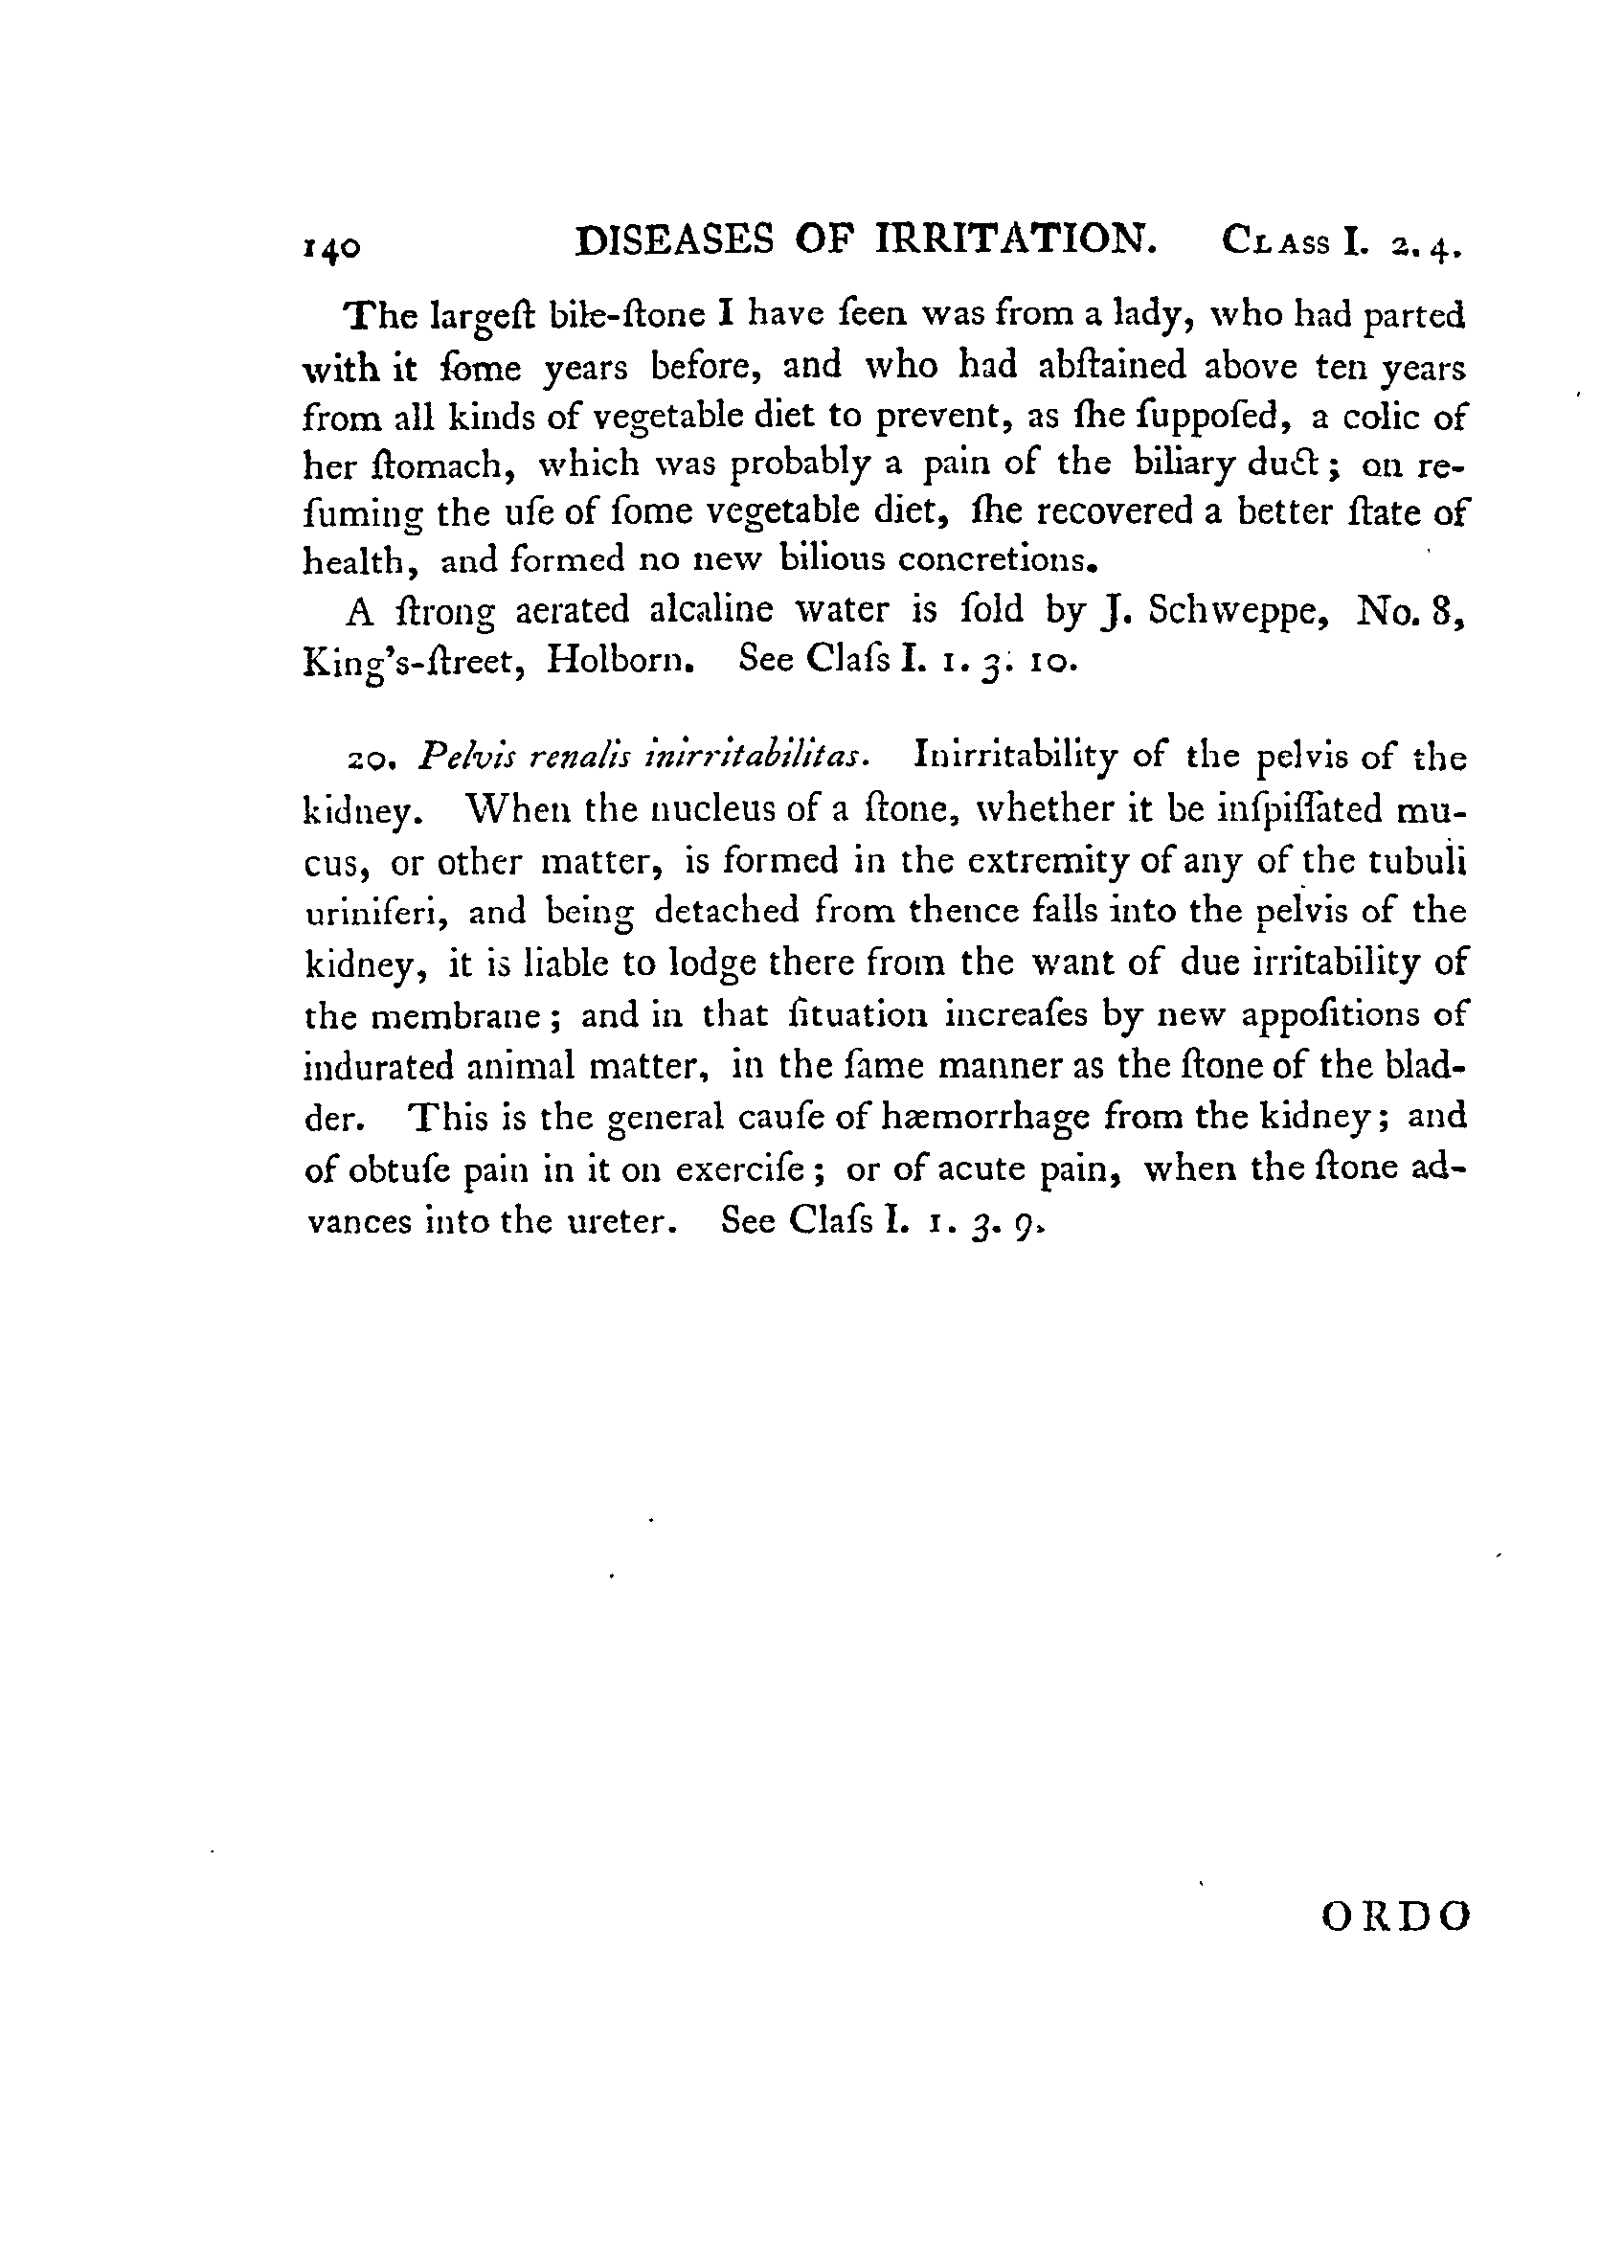 140 DISEASES OF IRRITATION. CLASS I. 2. 4.
The largeſt bile-ſtone I have ſeen was from a lady, who had parted
with it ſome years before, and who had abſtained above ten years
from all kinds of vegetable diet to prevent, as ſhe ſuppoſed, a colic of
her ſtomach, which was probably a pain of the biliary duct; on re-
ſuming the uſe of ſome vegetable diet, ſhe recovered a better ſtate of
health, and formed no new bilious concretions.
A ſtrong aerated alcaline water is ſold by J. Schweppe, No. 8,
King's-ſtreet, Holborn. See Claſs I. 1. 3. 10.
20. Pelvis renalis inirritabilitas. Inirritability of the pelvis of the
kidney. When the nucleus of a ſtone, whether it be inſpiſſated mu-
cus, or other matter, is formed in the extremity of any of the tubuli
uriniferi, and being detached from thence falls into the pelvis of the
kidney, it is liable to lodge there from the want of due irritability of
the membrane; and in that ſituation increaſes by new appoſitions of
indurated animal matter, in the ſame manner as the ſtone of the blad-
der. This is the general cauſe of hæmorrhage from the kidney; and
of obtuſe pain in it on exerciſe; or of acute pain, when the ſtone ad-
vances into the ureter. See Claſs I. 1. 3. 9.
ORDO